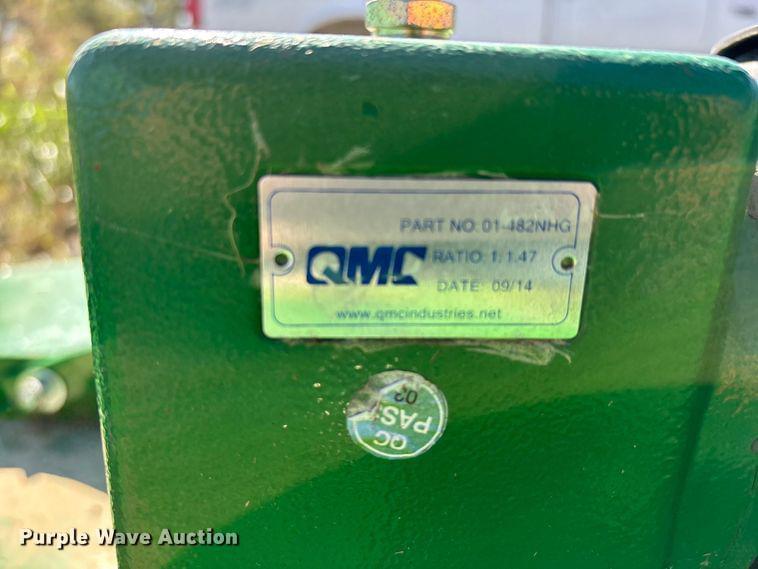 PART NO: 01-482NHG
QMC
RATIO: 1:1.47
DATE: 09/14
www.qmcindustries.net
QC
PASS
02
Purple Wave Auction